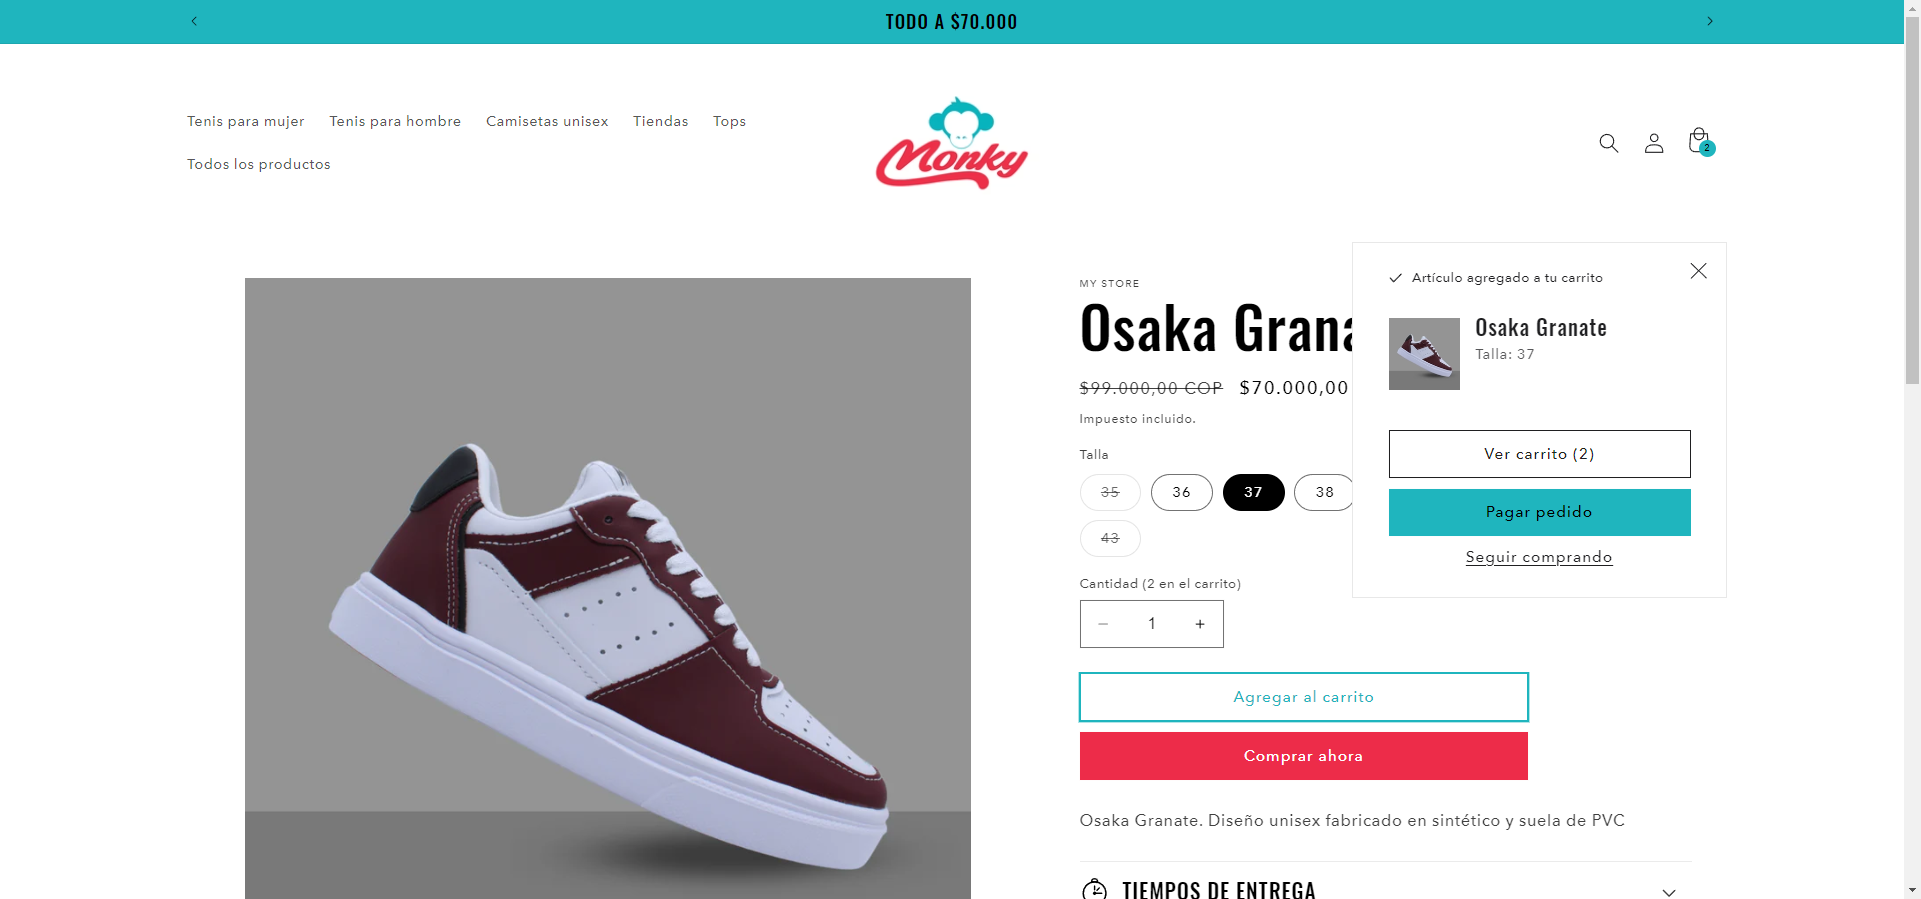 TODO A $70.000
Tenis para mujer
Tenis para hombre
Camisetas unisex
Tiendas
Tops
Todos los productos
Monky
2
MY STORE
Osaka Grana
$99.000,00 COP $70.000,00
Impuesto incluido.
Talla
35 36 37 38
43
Cantidad (2 en el carrito)
− 1 +
Agregar al carrito
Comprar ahora
Osaka Granate. Diseño unisex fabricado en sintético y suela de PVC
TIEMPOS DE ENTREGA
Artículo agregado a tu carrito
Osaka Granate
Talla: 37
Ver carrito (2)
Pagar pedido
Seguir comprando